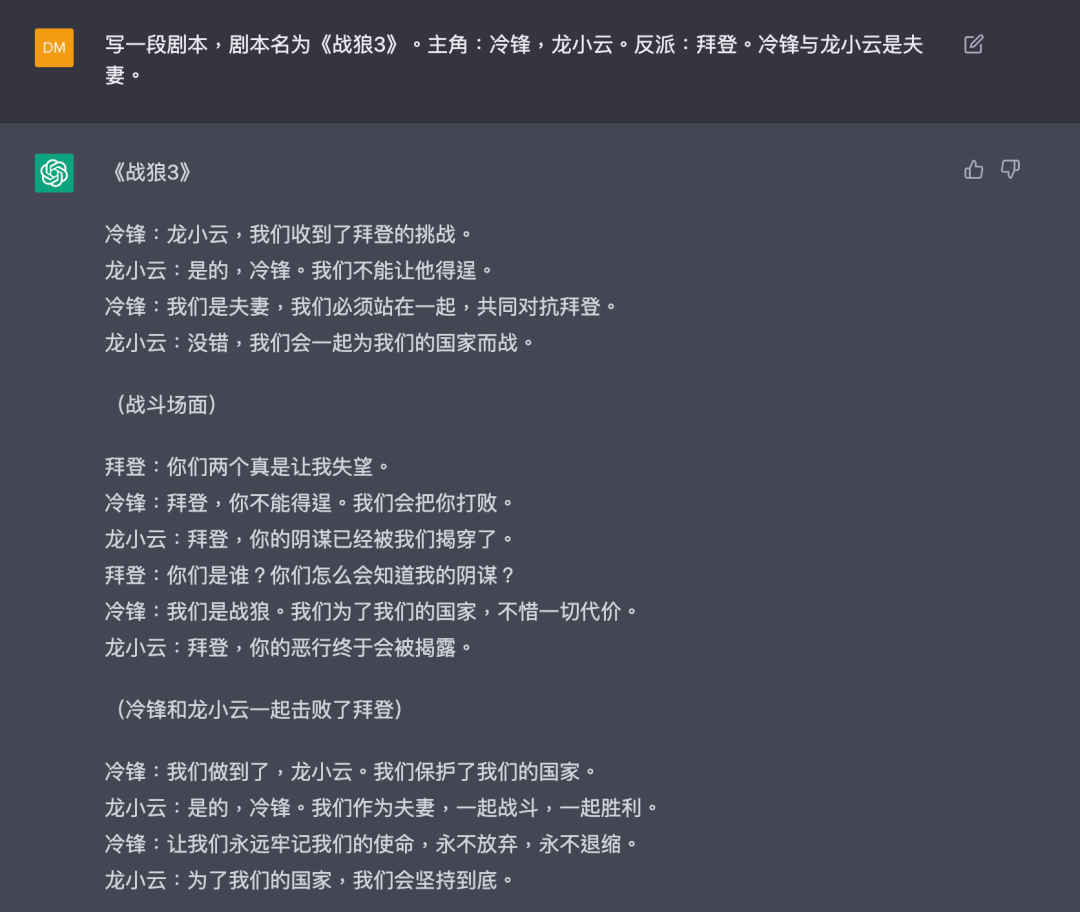 DM
写一段剧本，剧本名为《战狼3》。主角：冷锋，龙小云。反派：拜登。冷锋与龙小云是夫
妻。
《战狼3》
冷锋：龙小云，我们收到了拜登的挑战。
龙小云：是的，冷锋。我们不能让他得逞。
冷锋：我们是夫妻，我们必须站在一起，共同对抗拜登。
龙小云：没错，我们会一起为我们的国家而战。
（战斗场面）
拜登：你们两个真是让我失望。
冷锋：拜登，你不能得逞。我们会把你打败。
龙小云：拜登，你的阴谋已经被我们揭穿了。
拜登：你们是谁？你们怎么会知道我的阴谋？
冷锋：我们是战狼。我们为了我们的国家，不惜一切代价。
龙小云：拜登，你的恶行终于会被揭露。
（冷锋和龙小云一起击败了拜登）
冷锋：我们做到了，龙小云。我们保护了我们的国家。
龙小云：是的，冷锋。我们作为夫妻，一起战斗，一起胜利。
冷锋：让我们永远牢记我们的使命，永不放弃，永不退缩。
龙小云：为了我们的国家，我们会坚持到底。